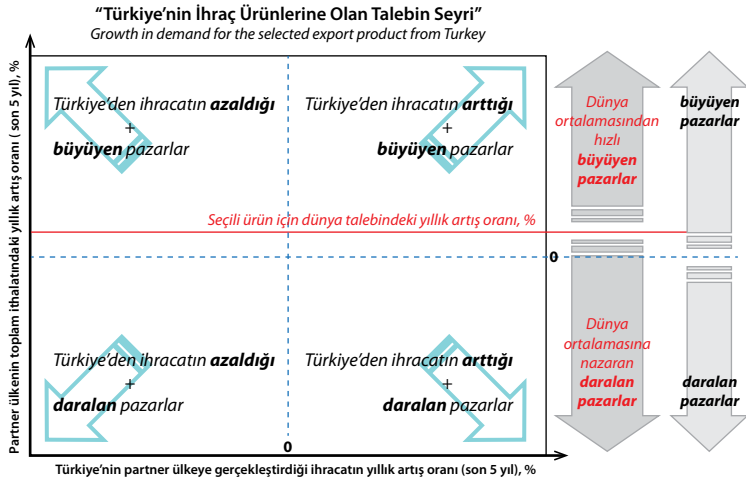 “Türkiye’nin İhraç Ürünlerine Olan Talebin Seyri”
Growth in demand for the selected export product from Turkey
Partner ülkenin toplam ithalatındaki yıllık artış oranı ( son 5 yıl), %
Türkiye’den ihracatın azaldığı
+
büyüyen pazarlar
Türkiye’den ihracatın arttığı
+
büyüyen pazarlar
Dünya
ortalamasından
hızlı
büyüyen
pazarlar
büyüyen
pazarlar
Seçili ürün için dünya talebindeki yıllık artış oranı, %
0
Türkiye’den ihracatın azaldığı
+
daralan pazarlar
Türkiye’den ihracatın arttığı
+
daralan pazarlar
Dünya
ortalamasına
nazaran
daralan
pazarlar
daralan
pazarlar
0
Türkiye’nin partner ülkeye gerçekleştirdiği ihracatın yıllık artış oranı (son 5 yıl), %